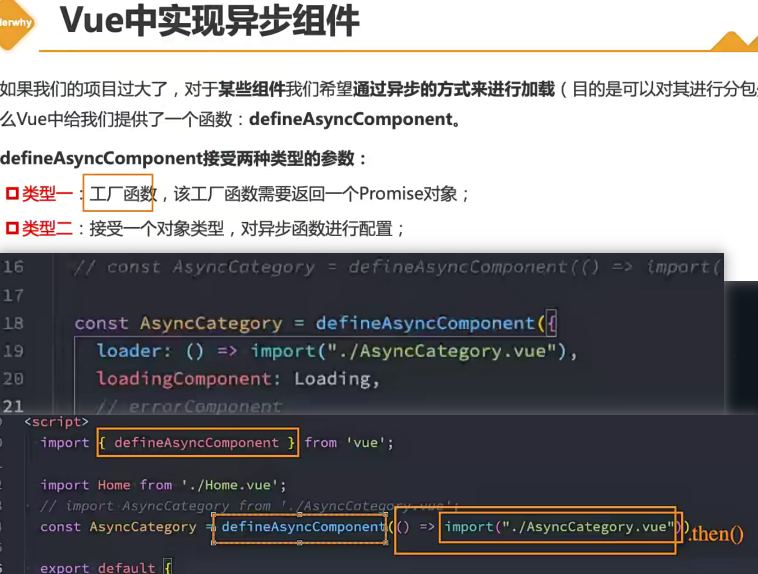 erwhy
Vue中实现异步组件
如果我们的项目过大了，对于某些组件我们希望通过异步的方式来进行加载（目的是可以对其进行分包
么Vue中给我们提供了一个函数：defineAsyncComponent。
defineAsyncComponent接受两种类型的参数：
类型一：工厂函数，该工厂函数需要返回一个Promise对象；
类型二：接受一个对象类型，对异步函数进行配置；
16 // const AsyncCategory = defineAsyncComponent(() => import(
17
18 const AsyncCategory = defineAsyncComponent({
19 loader: () => import("./AsyncCategory.vue"),
20 loadingComponent: Loading,
21 // errorComponent
<script>
import { defineAsyncComponent } from 'vue';
import Home from './Home.vue';
// import AsyncCategory from './AsyncCategory.vue';
const AsyncCategory = defineAsyncComponent(() => import("./AsyncCategory.vue")).then()
export default {